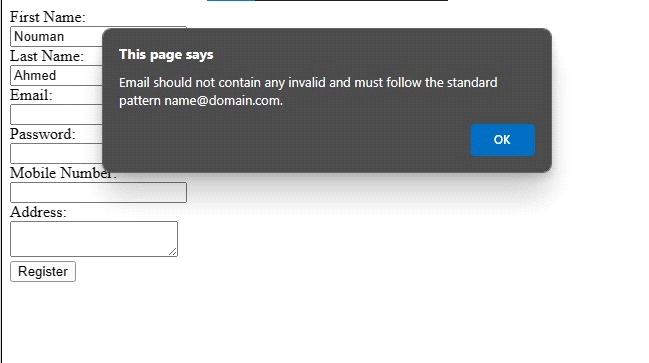 First Name:
Nouman
Last Name:
Ahmed
Email:
Password:
Mobile Number:
Address:
Register
This page says
Email should not contain any invalid and must follow the standard
pattern name@domain.com.
OK